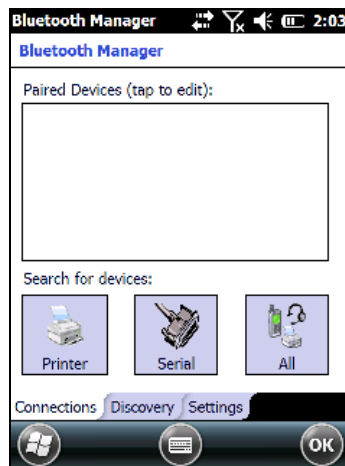 Bluetooth Manager 2:03
Bluetooth Manager
Paired Devices (tap to edit):
Search for devices:
Printer Serial All
Connections Discovery Settings
OK